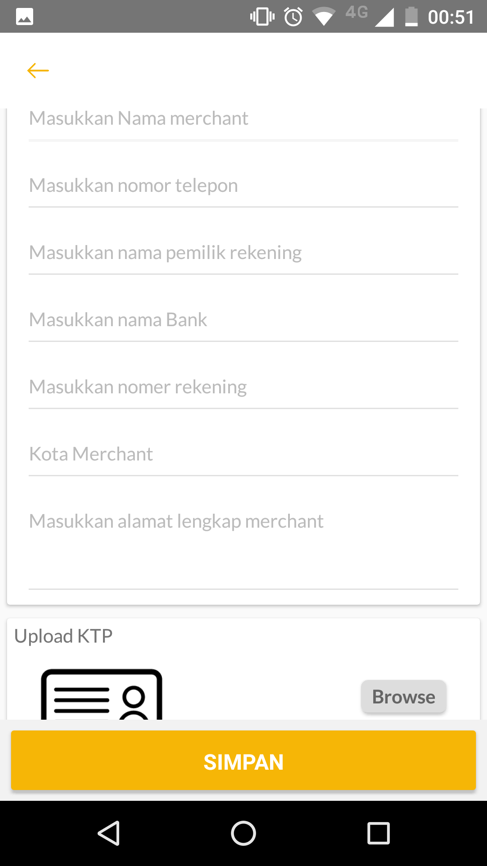 4G 00:51
Masukkan Nama merchant
Masukkan nomor telepon
Masukkan nama pemilik rekening
Masukkan nama Bank
Masukkan nomer rekening
Kota Merchant
Masukkan alamat lengkap merchant
Upload KTP
Browse
SIMPAN